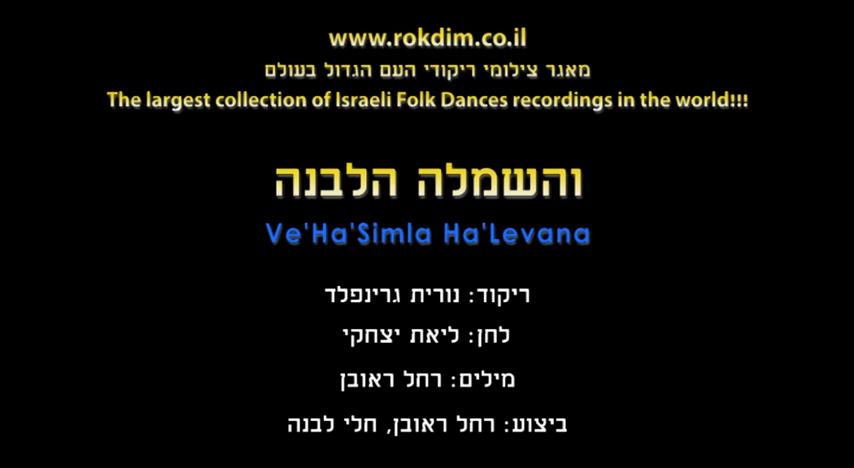 www.rokdim.co.il
מאגר צילומי ריקודי העם הגדול בעולם
The largest collection of Israeli Folk Dances recordings in the world!!!
והשמלה הלבנה
Ve'Ha'Simla Ha'Levana
ריקוד: נורית גרינפלד
לחן: ליאת יצחקי
מילים: רחל ראובן
ביצוע: רחל ראובן, חלי לבנה